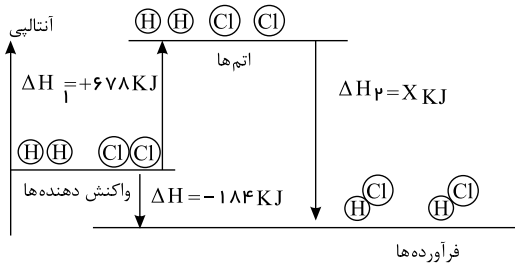 آنتالپی
H H Cl Cl
اتم‌ها
ΔH₁=+۶۷۸KJ
ΔH₂=X KJ
H H Cl Cl
واکنش دهنده‌ها
ΔH=−۱۸۴KJ
H Cl H Cl
فرآورده‌ها